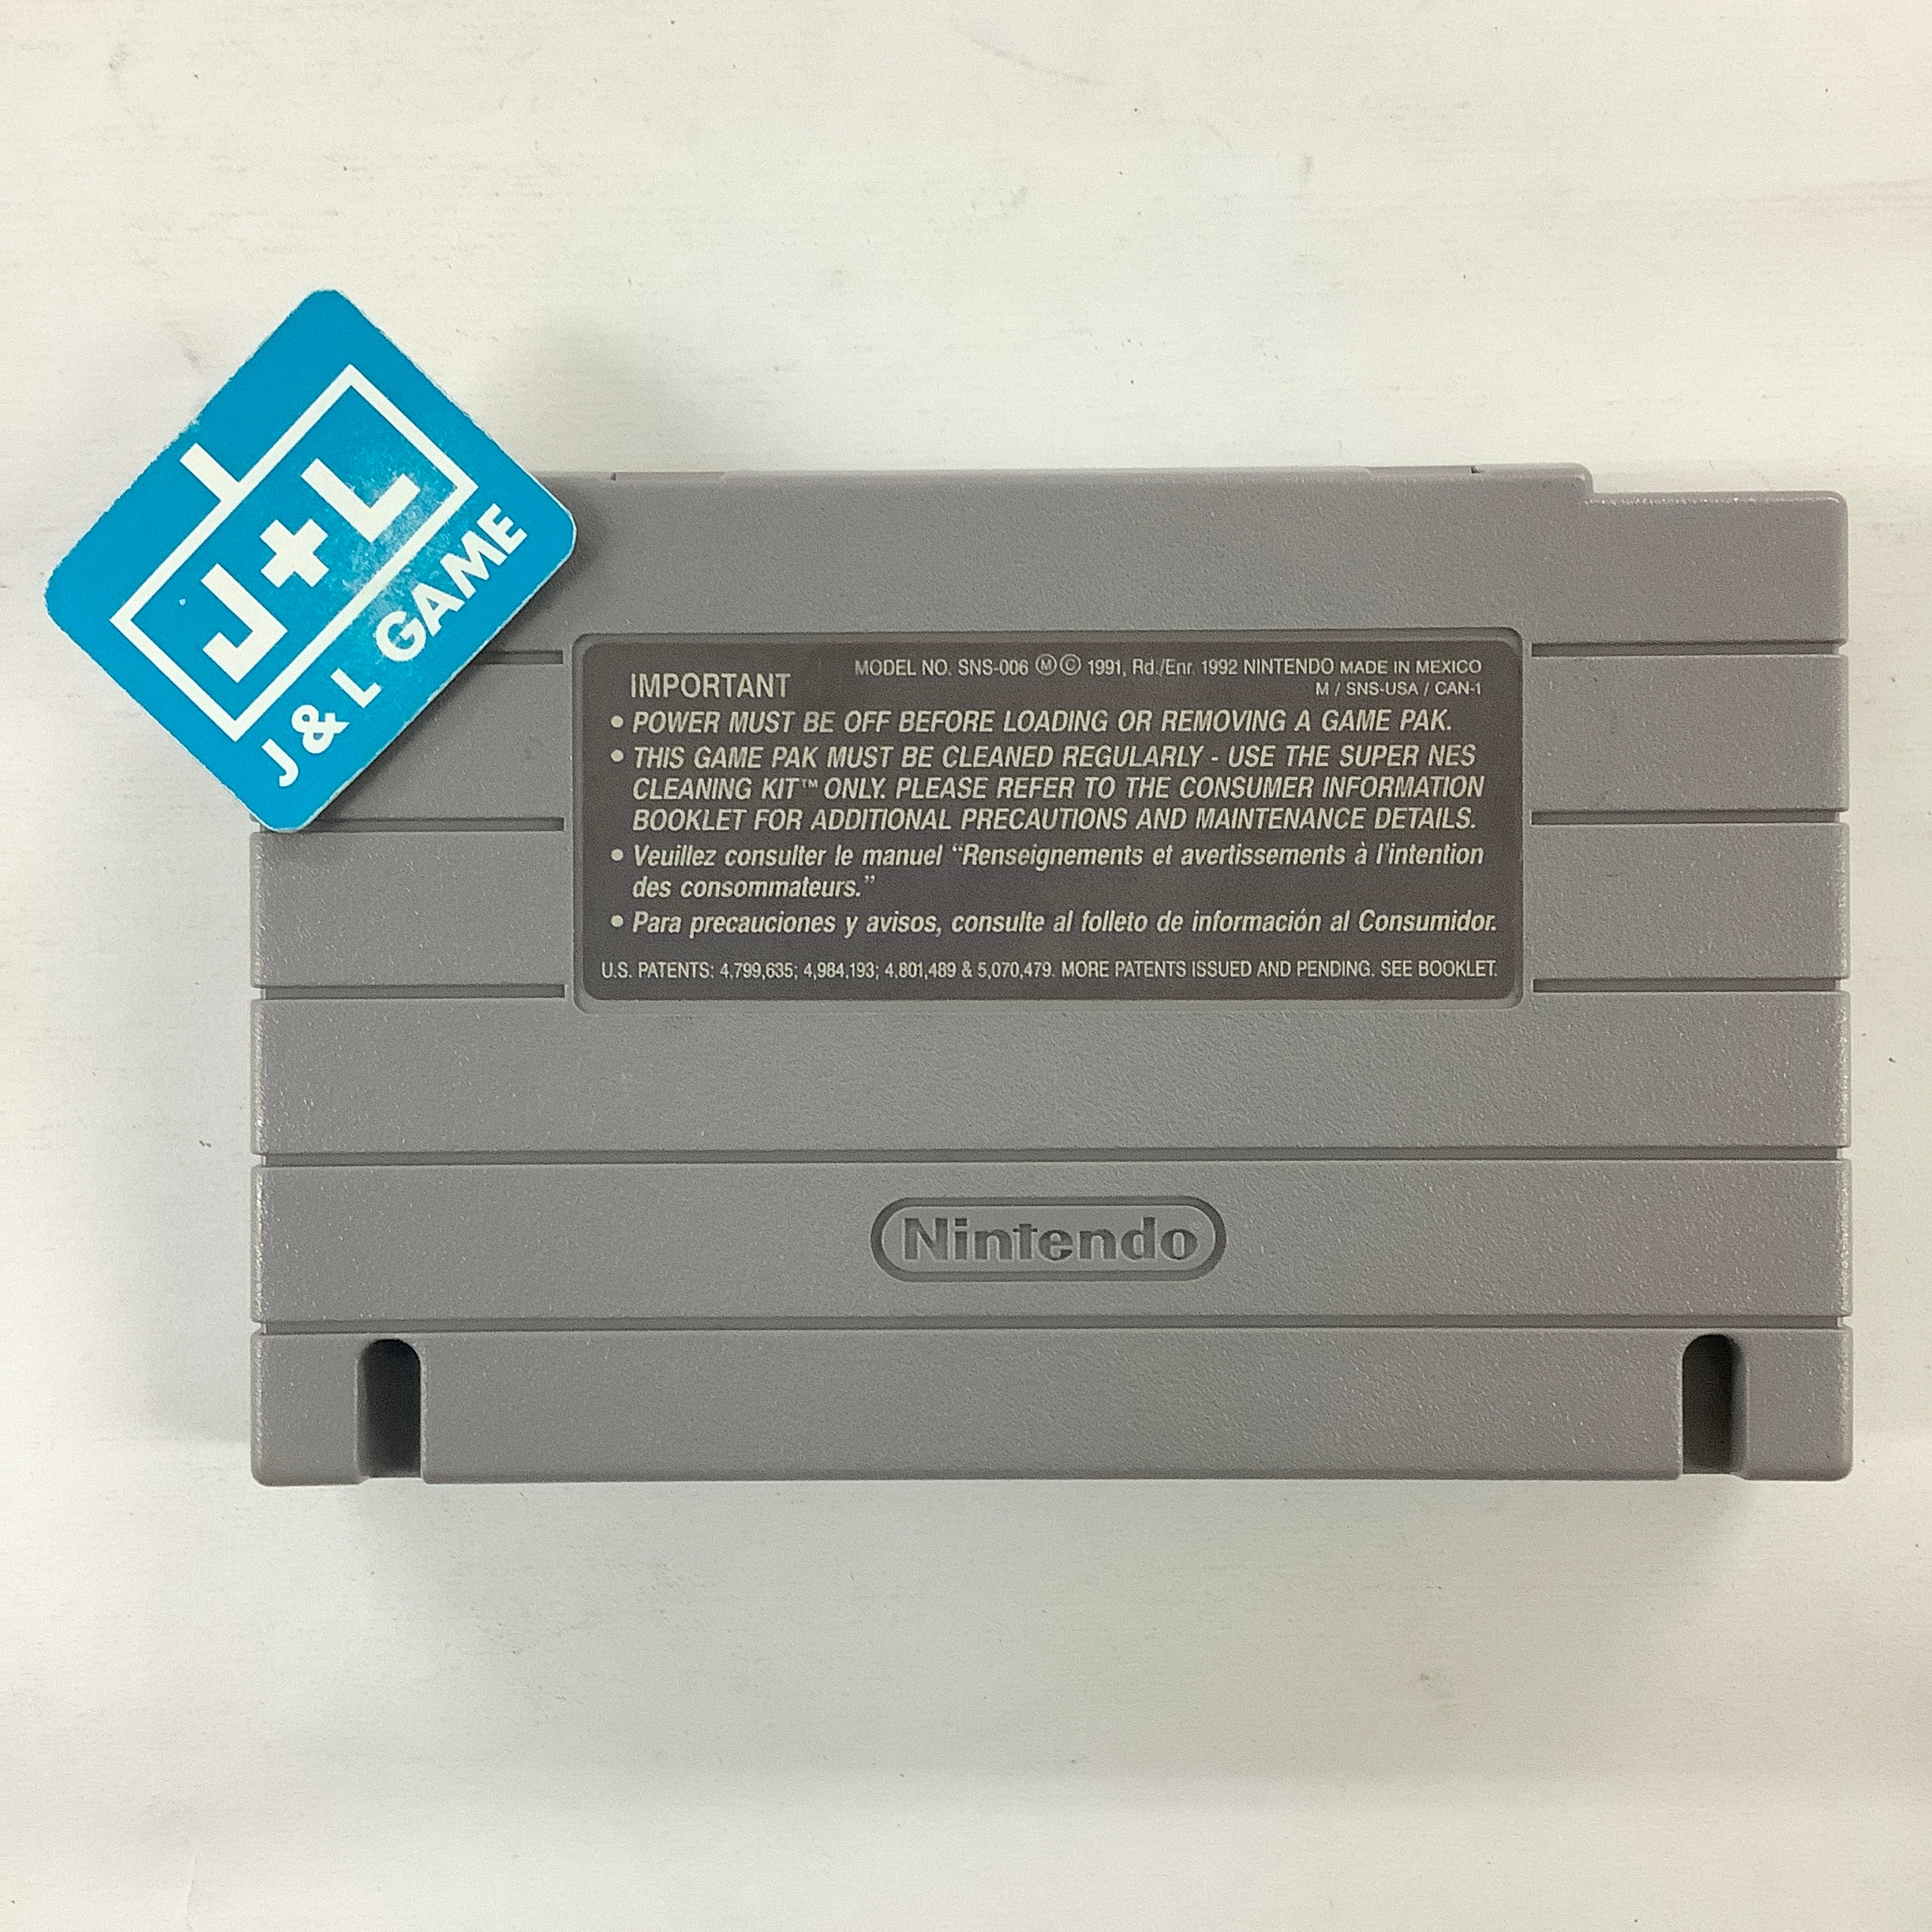 J+L
J & L GAME
IMPORTANT
MODEL NO. SNS-006 Ⓜ© 1991, Rd./Enr. 1992 NINTENDO MADE IN MEXICO
M / SNS-USA / CAN-1
• POWER MUST BE OFF BEFORE LOADING OR REMOVING A GAME PAK.
• THIS GAME PAK MUST BE CLEANED REGULARLY - USE THE SUPER NES
CLEANING KIT™ ONLY. PLEASE REFER TO THE CONSUMER INFORMATION
BOOKLET FOR ADDITIONAL PRECAUTIONS AND MAINTENANCE DETAILS.
• Veuillez consulter le manuel “Renseignements et avertissements à l'intention
des consommateurs.”
• Para precauciones y avisos, consulte al folleto de información al Consumidor.
U.S. PATENTS: 4,799,635; 4,984,193; 4,801,489 & 5,070,479. MORE PATENTS ISSUED AND PENDING. SEE BOOKLET.
Nintendo